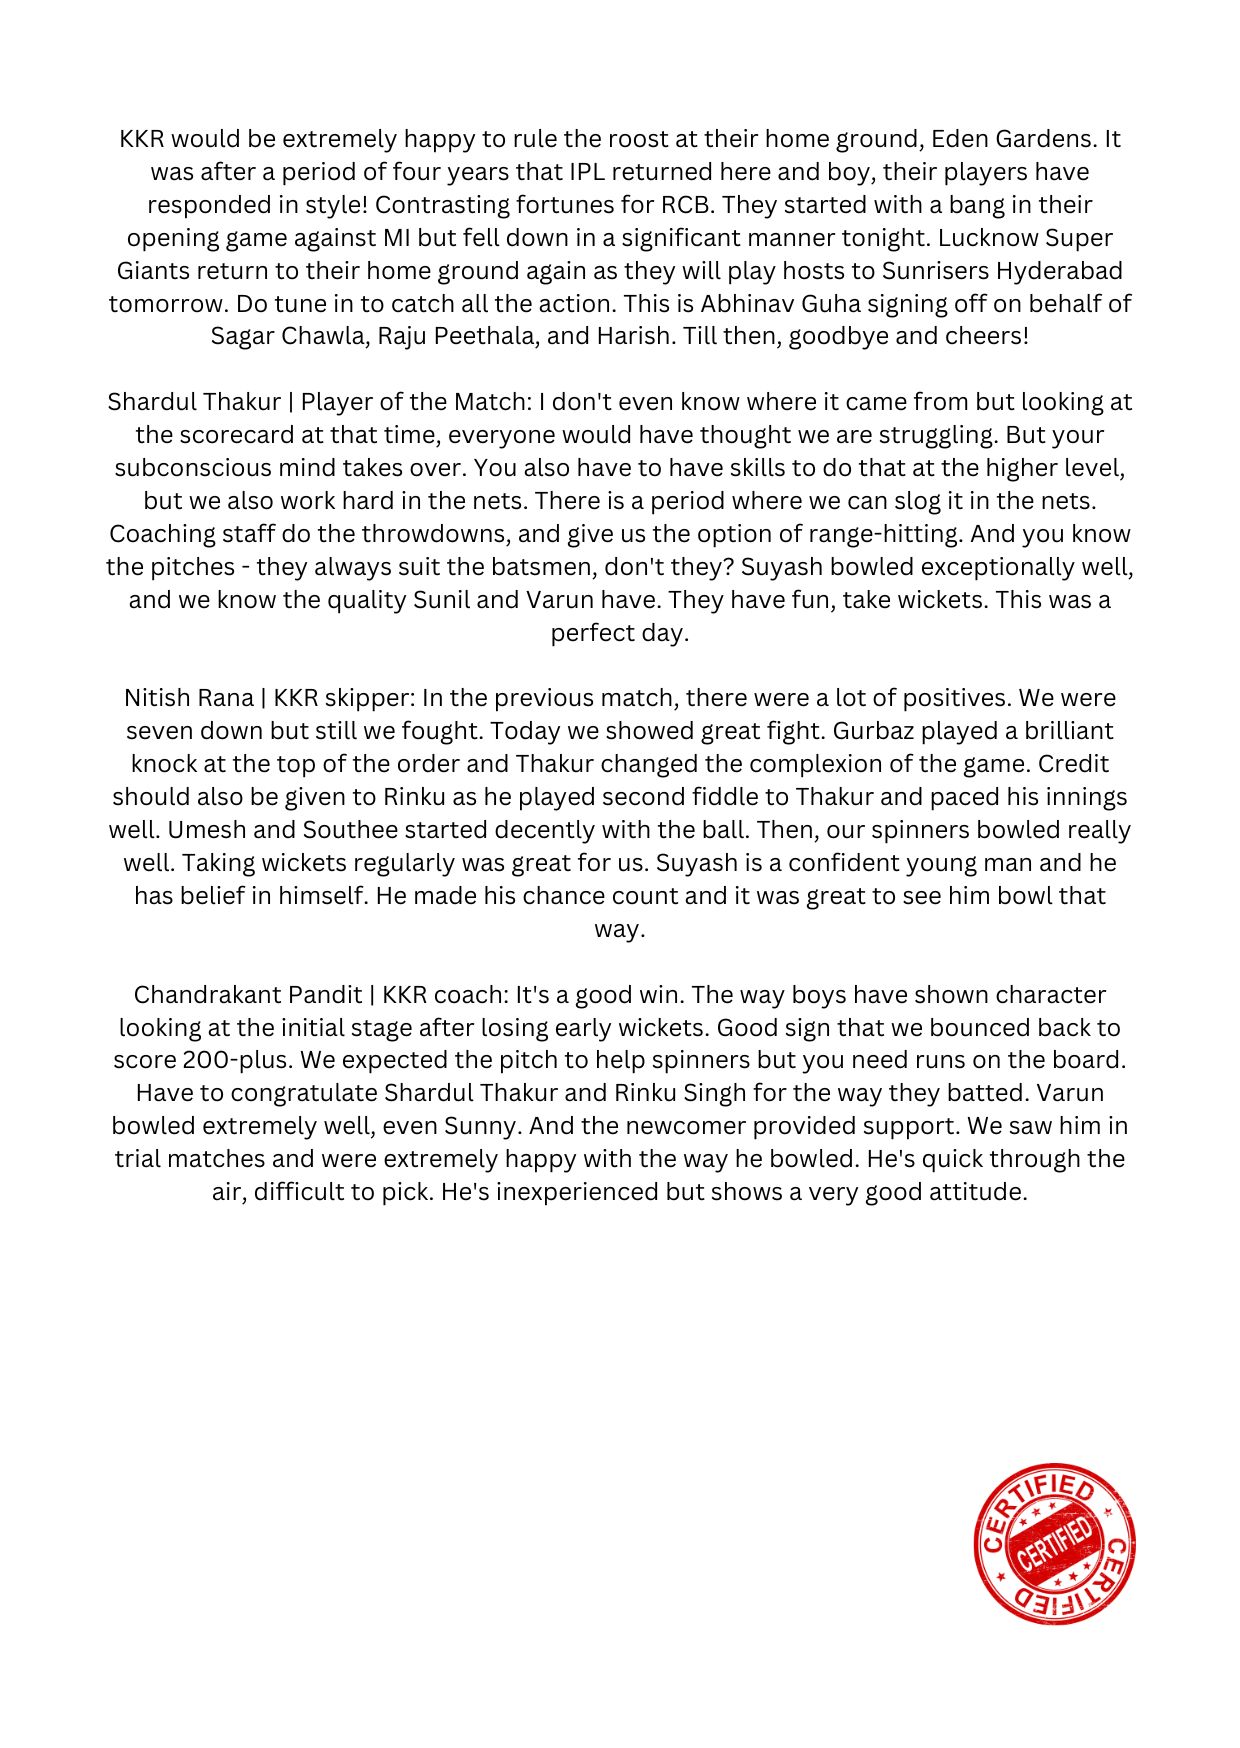 KKR would be extremely happy to rule the roost at their home ground, Eden Gardens. It
was after a period of four years that IPL returned here and boy, their players have
responded in style! Contrasting fortunes for RCB. They started with a bang in their
opening game against MI but fell down in a significant manner tonight. Lucknow Super
Giants return to their home ground again as they will play hosts to Sunrisers Hyderabad
tomorrow. Do tune in to catch all the action. This is Abhinav Guha signing off on behalf of
Sagar Chawla, Raju Peethala, and Harish. Till then, goodbye and cheers!
Shardul Thakur | Player of the Match: I don't even know where it came from but looking at
the scorecard at that time, everyone would have thought we are struggling. But your
subconscious mind takes over. You also have to have skills to do that at the higher level,
but we also work hard in the nets. There is a period where we can slog it in the nets.
Coaching staff do the throwdowns, and give us the option of range-hitting. And you know
the pitches - they always suit the batsmen, don't they? Suyash bowled exceptionally well,
and we know the quality Sunil and Varun have. They have fun, take wickets. This was a
perfect day.
Nitish Rana | KKR skipper: In the previous match, there were a lot of positives. We were
seven down but still we fought. Today we showed great fight. Gurbaz played a brilliant
knock at the top of the order and Thakur changed the complexion of the game. Credit
should also be given to Rinku as he played second fiddle to Thakur and paced his innings
well. Umesh and Southee started decently with the ball. Then, our spinners bowled really
well. Taking wickets regularly was great for us. Suyash is a confident young man and he
has belief in himself. He made his chance count and it was great to see him bowl that
way.
Chandrakant Pandit | KKR coach: It's a good win. The way boys have shown character
looking at the initial stage after losing early wickets. Good sign that we bounced back to
score 200-plus. We expected the pitch to help spinners but you need runs on the board.
Have to congratulate Shardul Thakur and Rinku Singh for the way they batted. Varun
bowled extremely well, even Sunny. And the newcomer provided support. We saw him in
trial matches and were extremely happy with the way he bowled. He's quick through the
air, difficult to pick. He's inexperienced but shows a very good attitude.
CERTIFIED
CERTIFIED
CERTIFIED
CERTIFIED